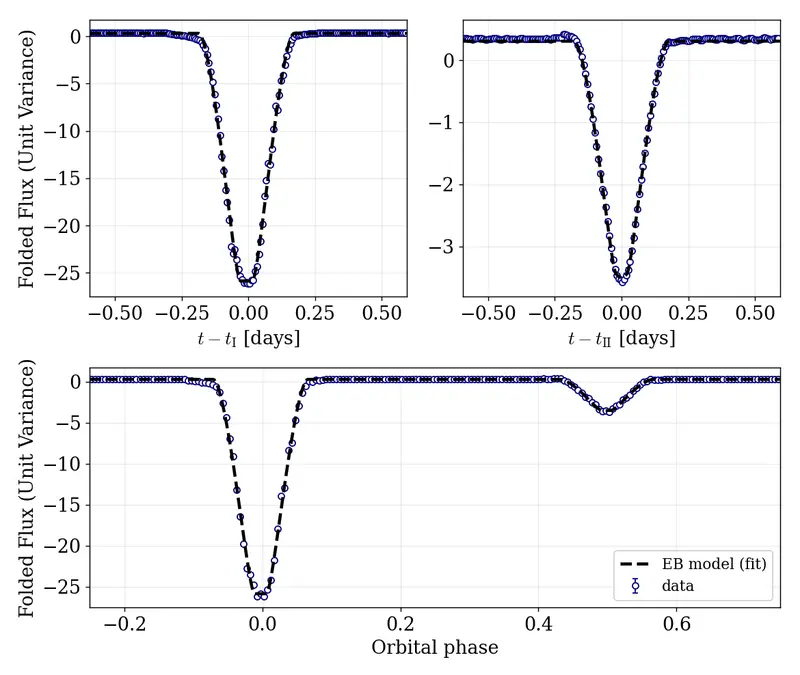 Folded Flux (Unit Variance)
0
−5
−10
−15
−20
−25
−0.50 −0.25 0.00 0.25 0.50
t − tI [days]
0
−1
−2
−3
−0.50 −0.25 0.00 0.25 0.50
t − tII [days]
Folded Flux (Unit Variance)
0
−5
−10
−15
−20
−25
−0.2 0.0 0.2 0.4 0.6
Orbital phase
EB model (fit)
data